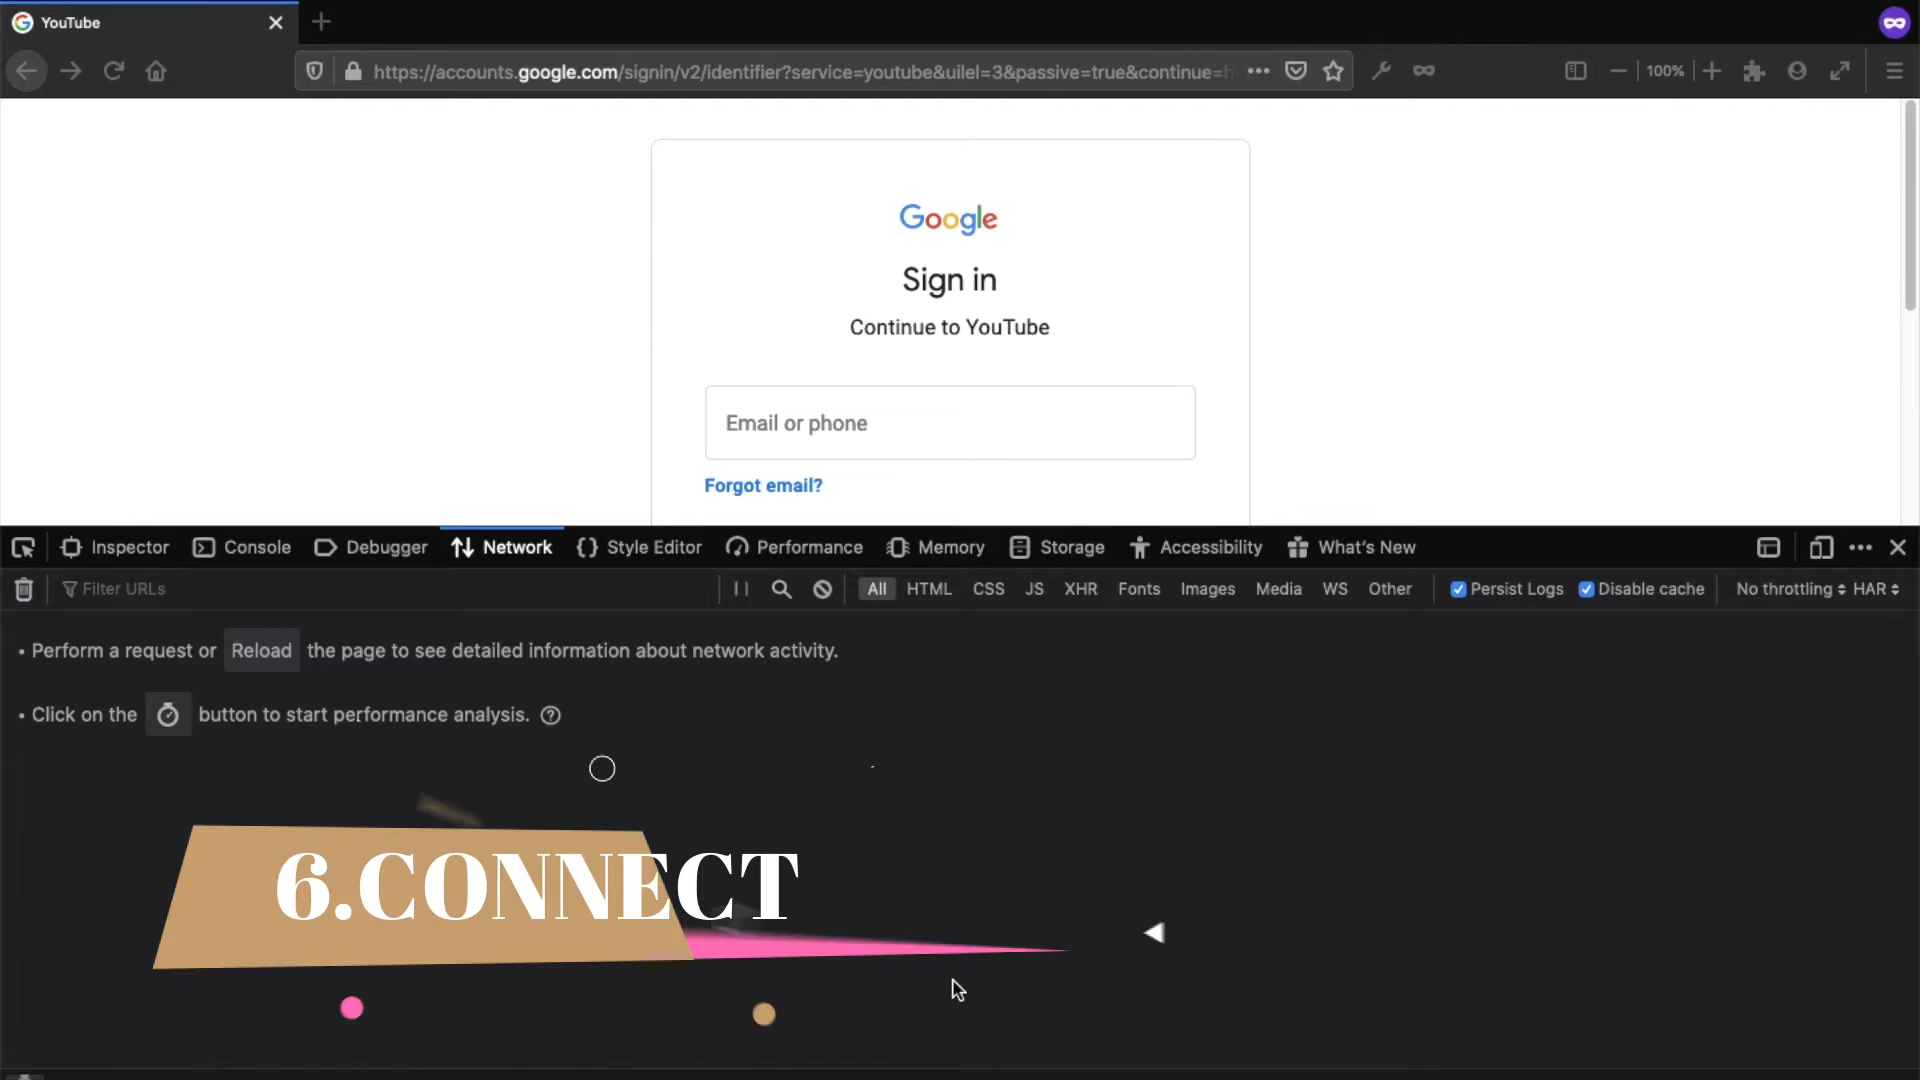 YouTube
https://accounts.google.com/signin/v2/identifier?service=youtube&uilel=3&passive=true&continue=h
100%
Google
Sign in
Continue to YouTube
Email or phone
Forgot email?
Inspector Console Debugger Network Style Editor Performance Memory Storage Accessibility What's New
Filter URLs All HTML CSS JS XHR Fonts Images Media WS Other Persist Logs Disable cache No throttling HAR
• Perform a request or Reload the page to see detailed information about network activity.
• Click on the button to start performance analysis.
6.CONNECT